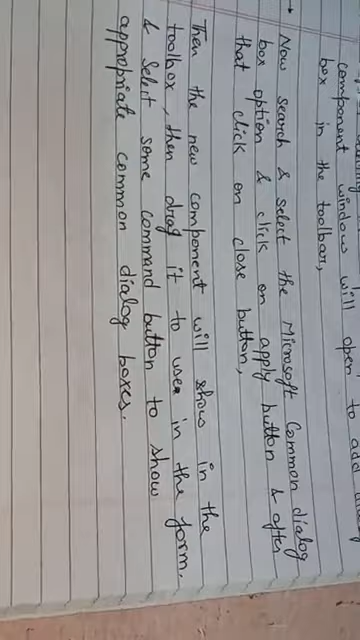 component window will open to add
box in the toolbar,
• Now search & select the Microsoft Common dialog
box option & click on apply button & after
that click on close button,
Then the new component will show in the
toolbox, then drag it to use in the form.
& Select some command button to show
appropriate common dialog boxes.